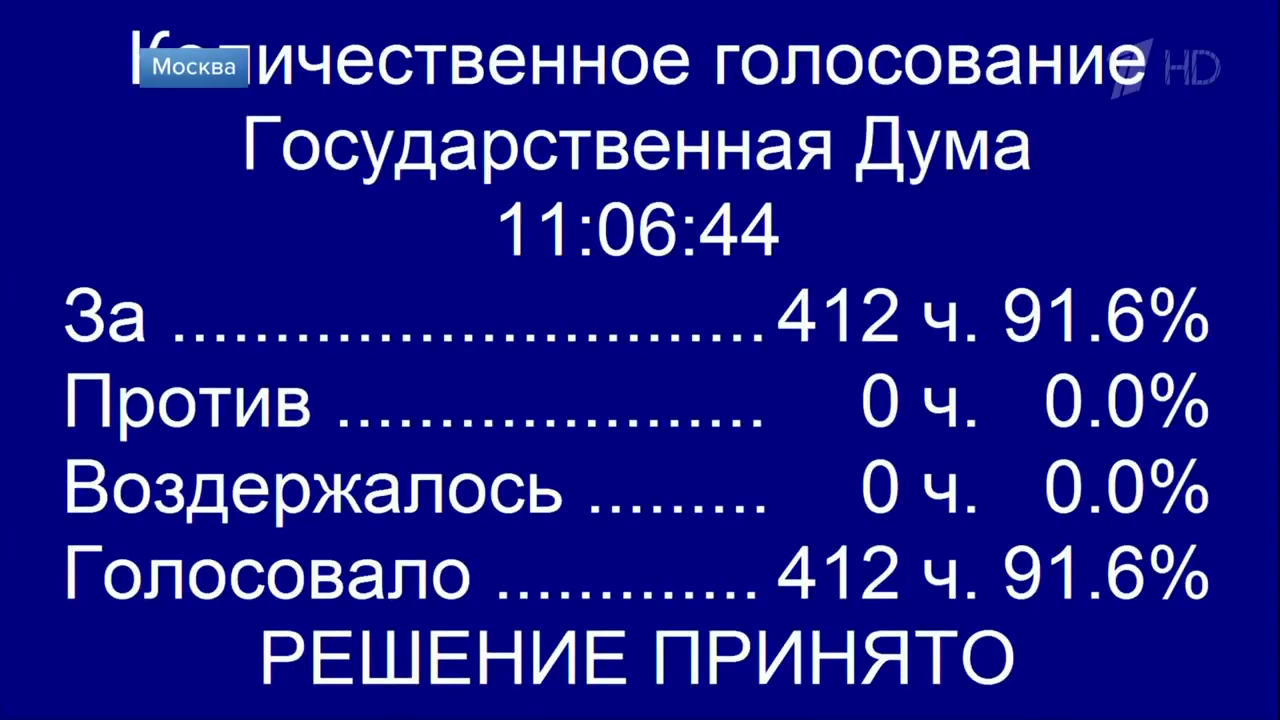 Количественное голосование
Москва
HD
Государственная Дума
11:06:44
За ............................. 412 ч. 91.6%
Против ..................... 0 ч. 0.0%
Воздержалось ......... 0 ч. 0.0%
Голосовало ............. 412 ч. 91.6%
РЕШЕНИЕ ПРИНЯТО